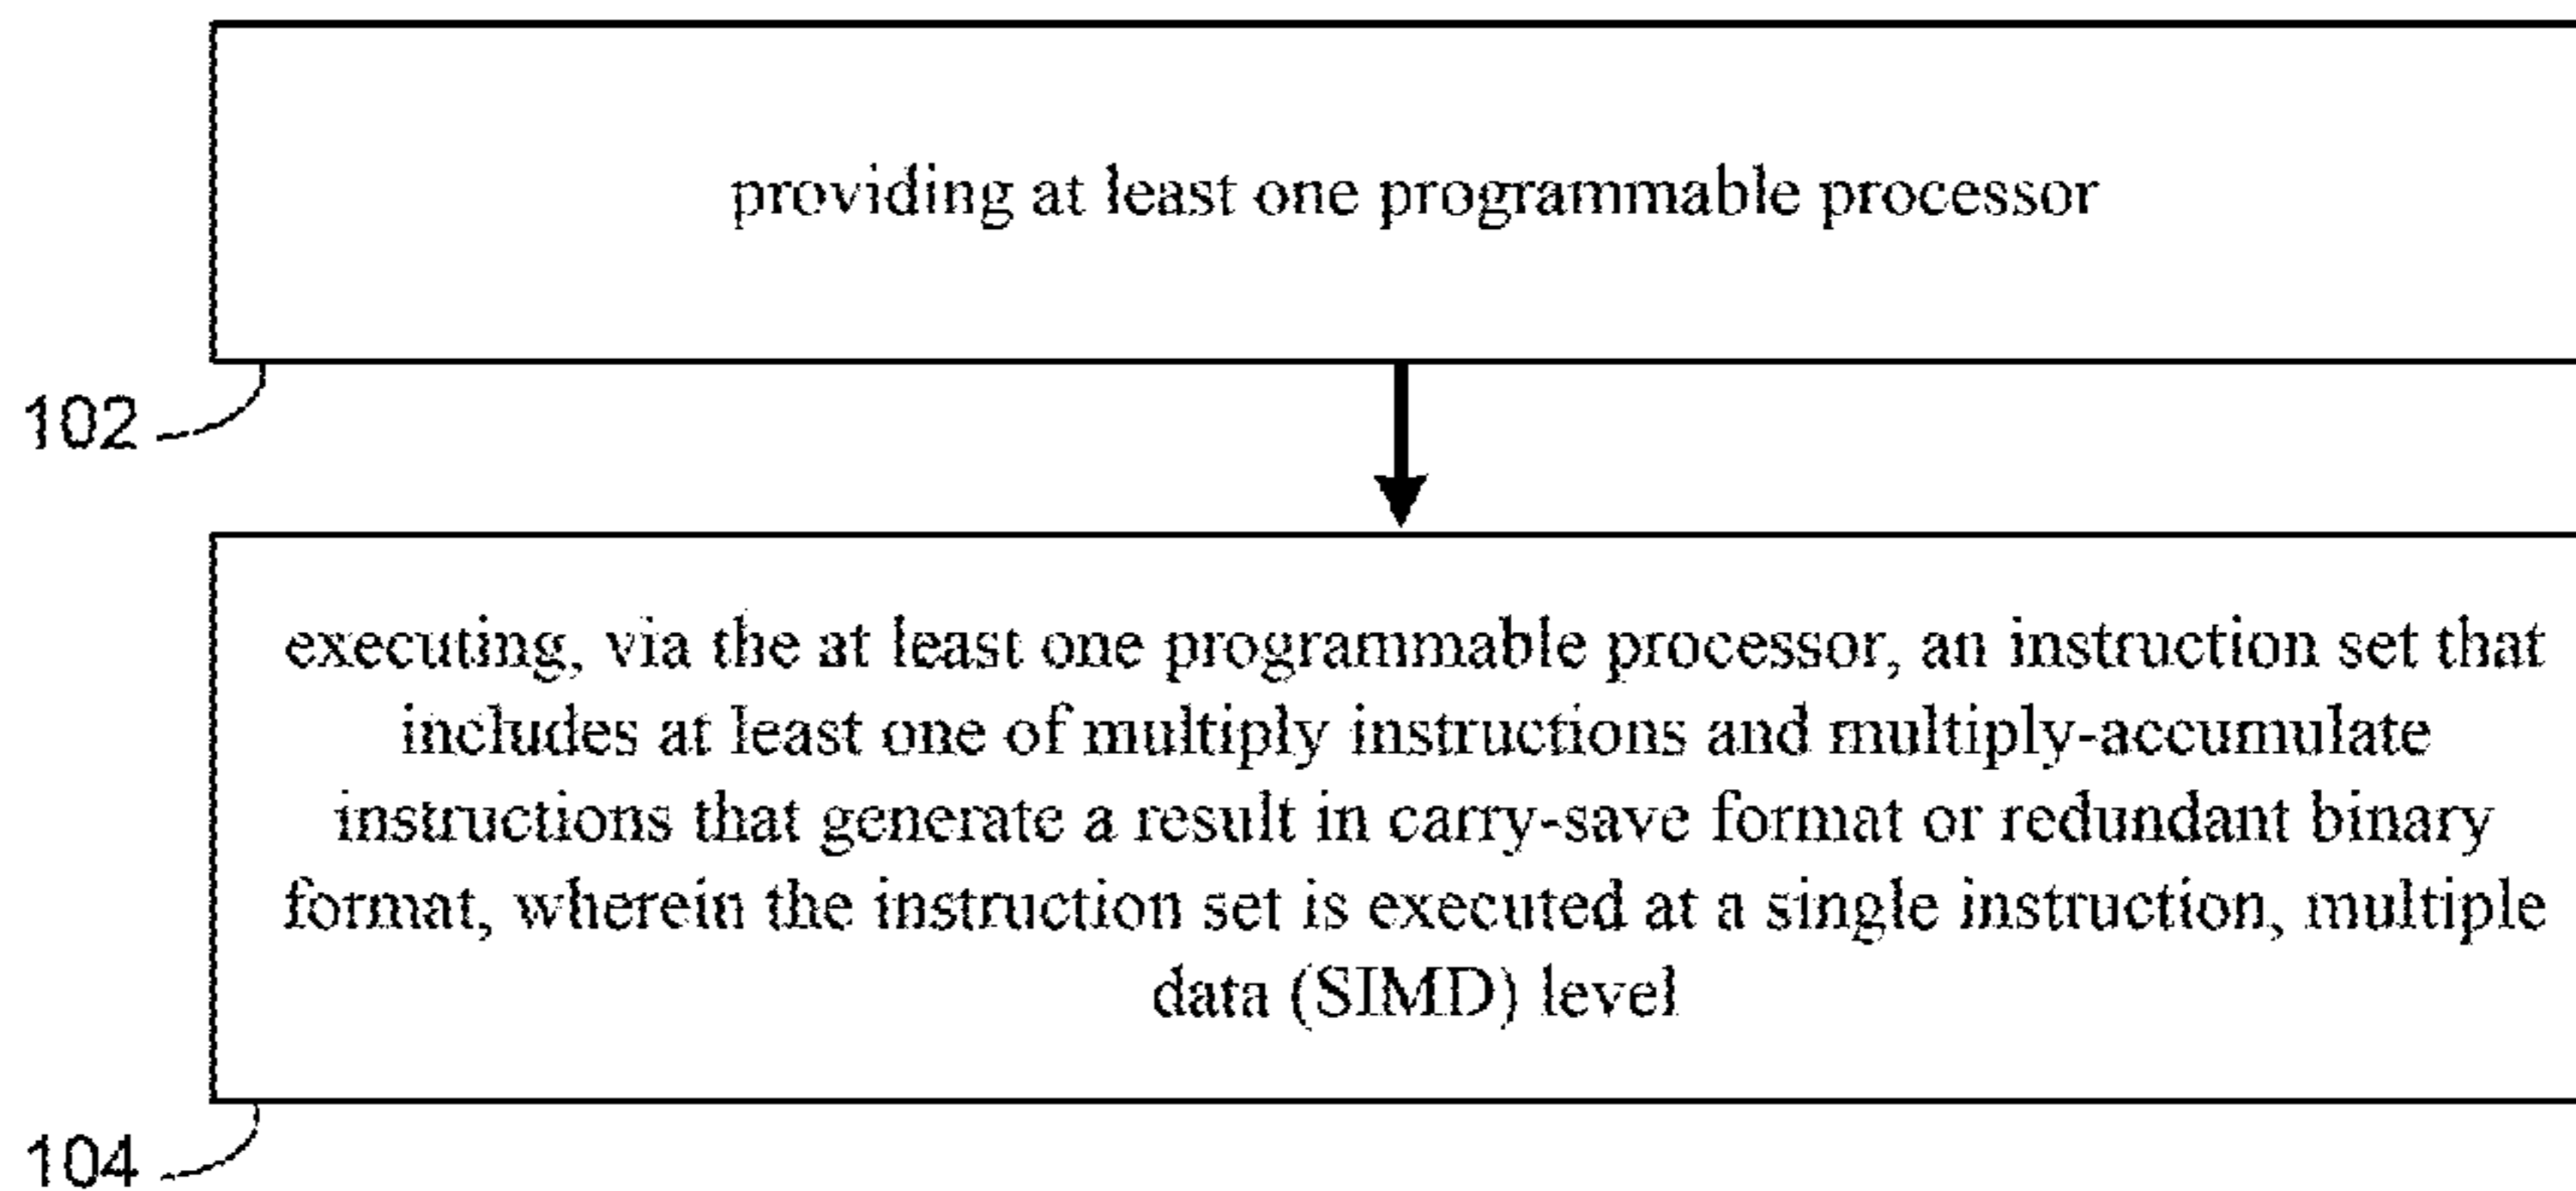 providing at least one programmable processor
102
executing, via the at least one programmable processor, an instruction set that
includes at least one of multiply instructions and multiply-accumulate
instructions that generate a result in carry-save format or redundant binary
format, wherein the instruction set is executed at a single instruction, multiple
data (SIMD) level
104